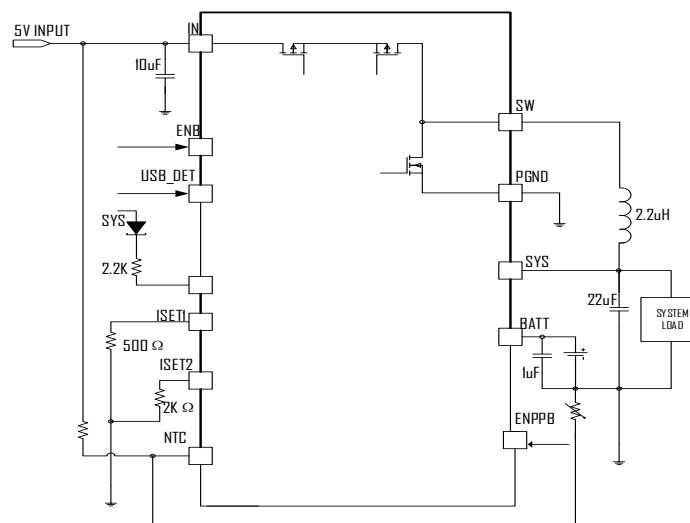 5V INPUT
IN
10uF
SW
ENB
USB_DET
PGND
SYS
2.2uH
2.2K
SYS
ISET1
22uF
SYSTEM
LOAD
500 Ω
BATT
ISET2
1uF
2K Ω
NTC
ENPPB